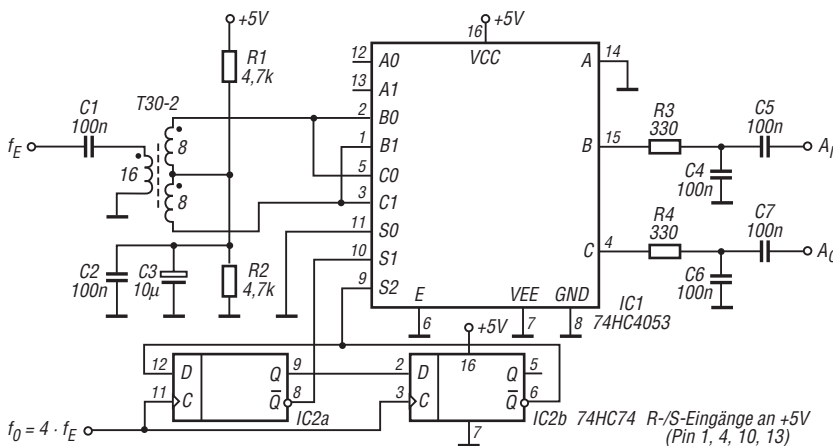 +5V
R1
4,7k
T30-2
C1
100n
f_E
16
8
8
C2
100n
C3
10µ
R2
4,7k
+5V
16
VCC
12 A0
13 A1
2 B0
1 B1
5 C0
3 C1
11 S0
10 S1
9 S2
A 14
B 15
C 4
E
6
VEE
7
GND
8
IC1
74HC4053
R3
330
C4
100n
C5
100n
A_I
R4
330
C6
100n
C7
100n
+5V
12 D
11 C
Q 9
Q̅ 8
IC2a
2 D
3 C
16
Q 5
Q̅ 6
7
IC2b 74HC74
R-/S-Eingänge an +5V
(Pin 1, 4, 10, 13)
f_0 = 4 · f_E